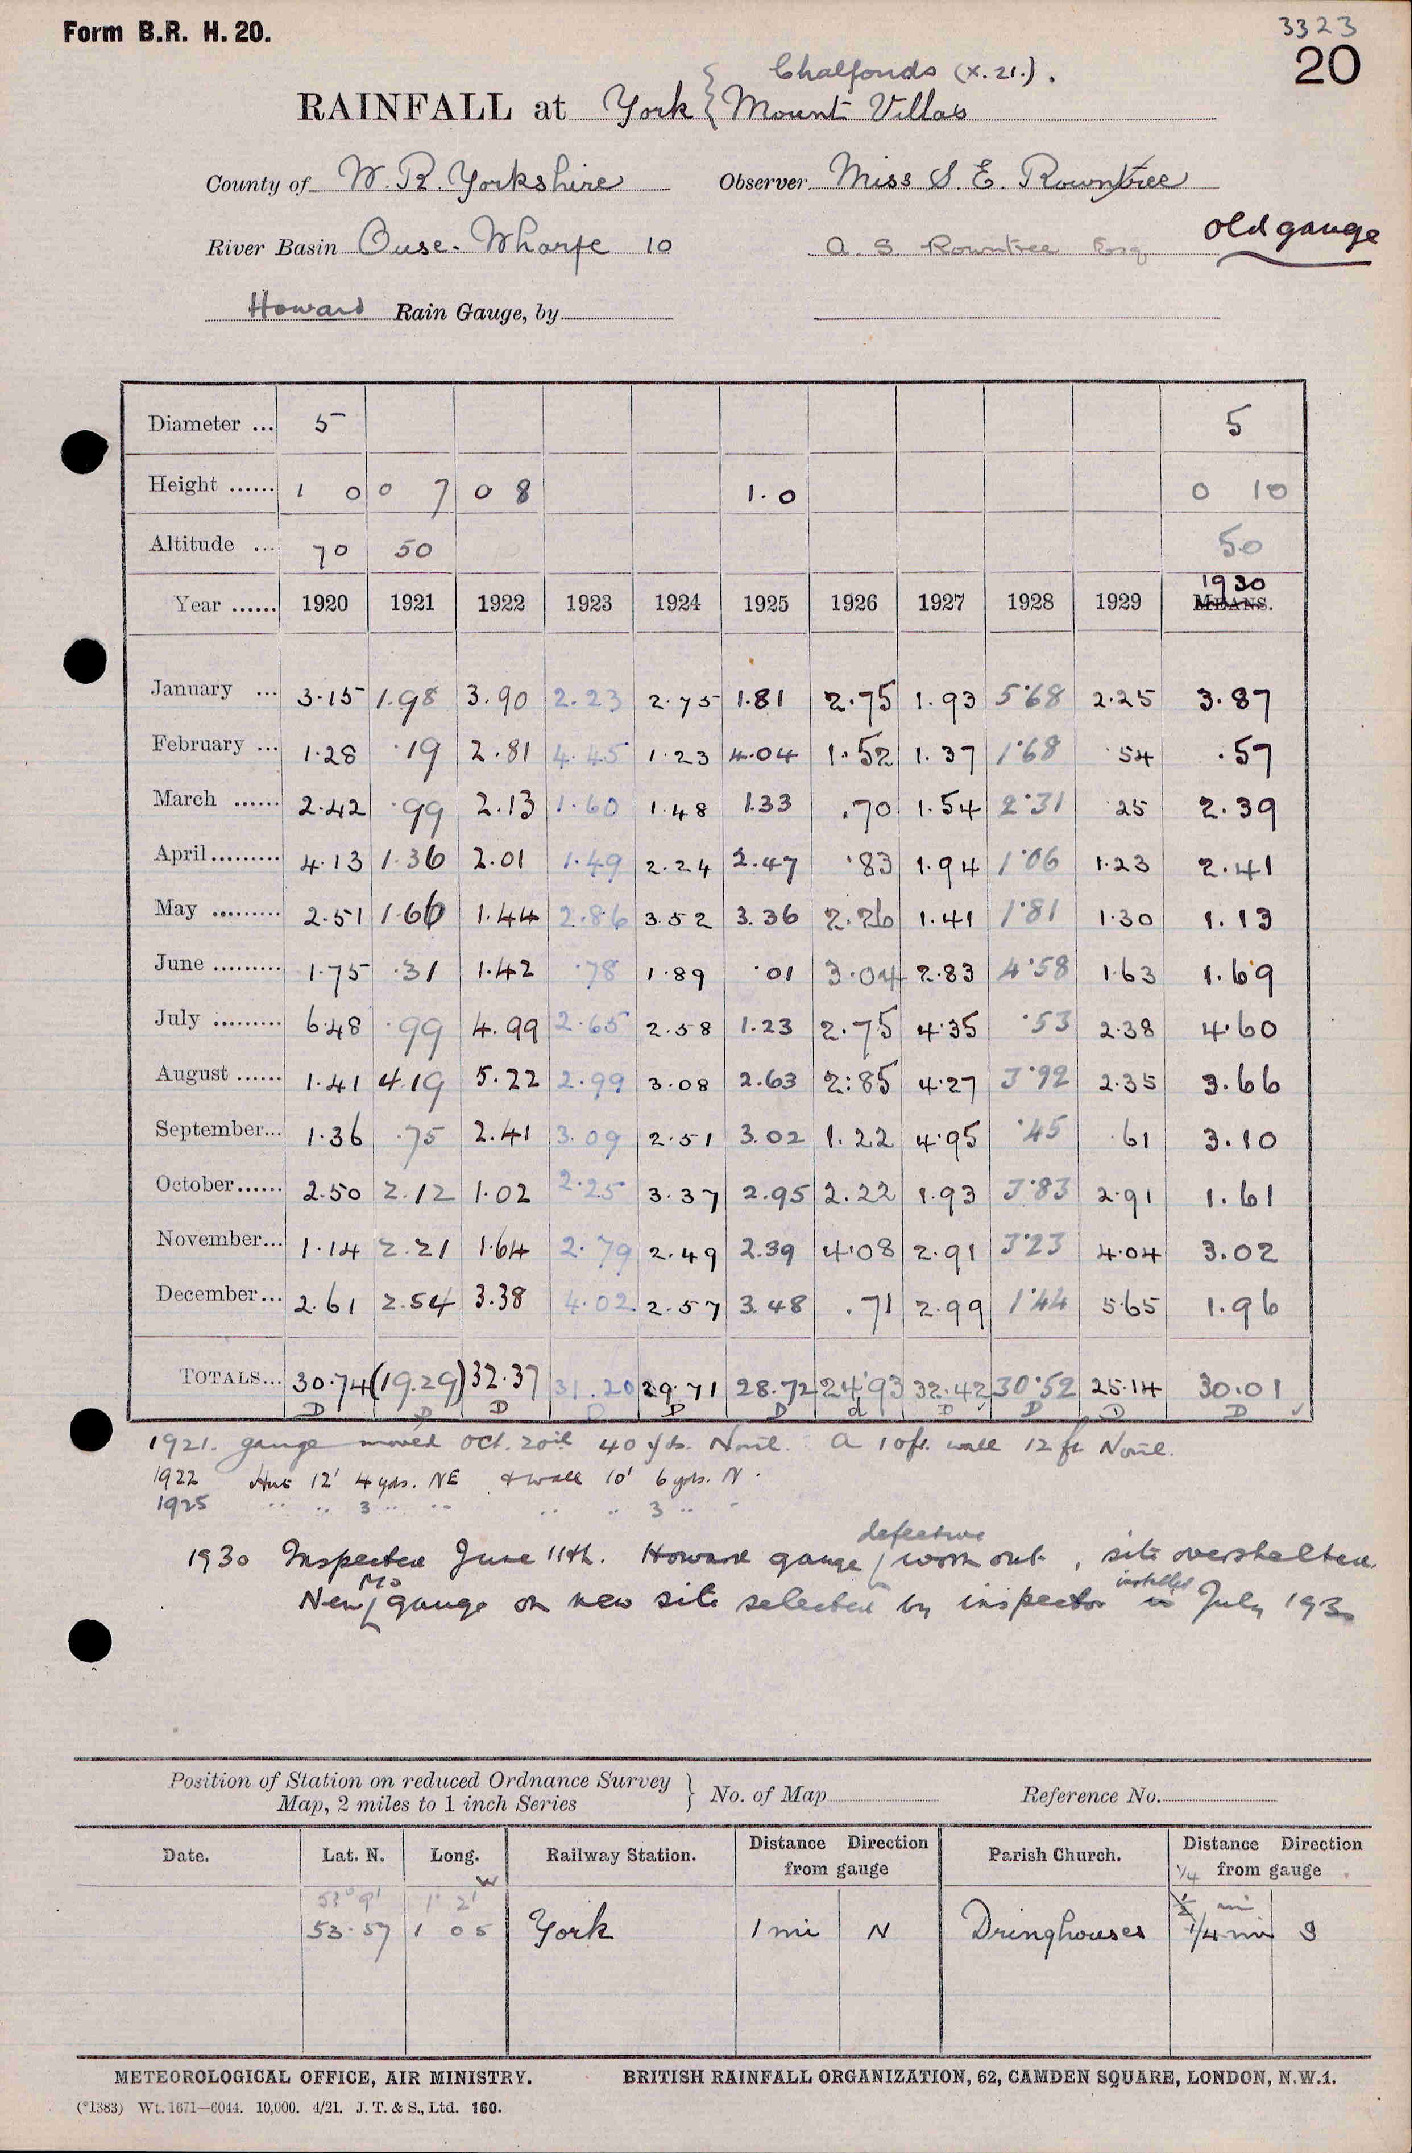 Form B.R. H. 20.
3323
20
Chalfonds (X. 21.).
RAINFALL at York { Mount Villas
County of W. R. Yorkshire Observer Miss S. E. Rowntree
River Basin Ouse - Wharfe 10 A. S. Rowntree Esq old gauge
Howard Rain Gauge, by
Diameter ... 5 5
Height ...... 1 0 0 7 0 8 1.0 0 10
Altitude ... 70 50 50
Year ...... 1920 1921 1922 1923 1924 1925 1926 1927 1928 1929 1930 MEANS.
January ... 3.15 1.98 3.90 2.23 2.75 1.81 2.75 1.93 5.68 2.25 3.87
February ... 1.28 .19 2.81 4.45 1.23 4.04 1.52 1.37 1.68 54 .57
March ...... 2.42 .99 2.13 1.60 1.48 1.33 .70 1.54 2.31 25 2.39
April......... 4.13 1.36 2.01 1.49 2.24 2.47 .83 1.94 1.06 1.23 2.41
May ......... 2.51 1.66 1.44 2.86 3.52 3.36 2.26 1.41 1.81 1.30 1.13
June ......... 1.75 .31 1.42 .78 1.89 .01 3.04 2.83 4.58 1.63 1.69
July ......... 6.48 .99 4.99 2.65 2.58 1.23 2.75 4.35 .53 2.38 4.60
August ...... 1.41 4.19 5.22 2.99 3.08 2.63 2.85 4.27 3.92 2.35 3.66
September... 1.36 .75 2.41 3.09 2.51 3.02 1.22 4.95 .45 .61 3.10
October...... 2.50 2.12 1.02 2.25 3.37 2.95 2.22 1.93 3.83 2.91 1.61
November... 1.14 2.21 1.64 2.79 2.49 2.39 4.08 2.91 3.23 4.04 3.02
December... 2.61 2.54 3.38 4.02 2.57 3.48 .71 2.99 1.44 5.65 1.96
TOTALS... 30.74 (19.29) 32.37 31.20 29.71 28.72 24.93 32.42 30.52 25.14 30.01
D D D D D D d D D D D
1921. gauge moved Oct. 20th 40 yds. North. A 10ft. wall 12 ft North.
1922 Hut 12' 4 yds. NE & wall 10' 6 yds. N.
1925 " " 3 " " " " 3 " "
1930 Inspected June 11th. Howard gauge defective / worn out, site oversheltered.
New MO gauge on new site selected by inspector installed in July 1930
Position of Station on reduced Ordnance Survey Map, 2 miles to 1 inch Series } No. of Map Reference No.
Date. Lat. N. Long. W Railway Station. Distance Direction from gauge Parish Church. Distance Direction 1/4 from gauge
53° 9' 1° 2' 1/2 mi
53.57 1 05 York 1 mi N Dringhouses 1/4 mi S
METEOROLOGICAL OFFICE, AIR MINISTRY. BRITISH RAINFALL ORGANIZATION, 62, CAMDEN SQUARE, LONDON, N.W.1.
(*1383) Wt. 1671—6044. 10,000. 4/21. J. T. & S., Ltd. 160.